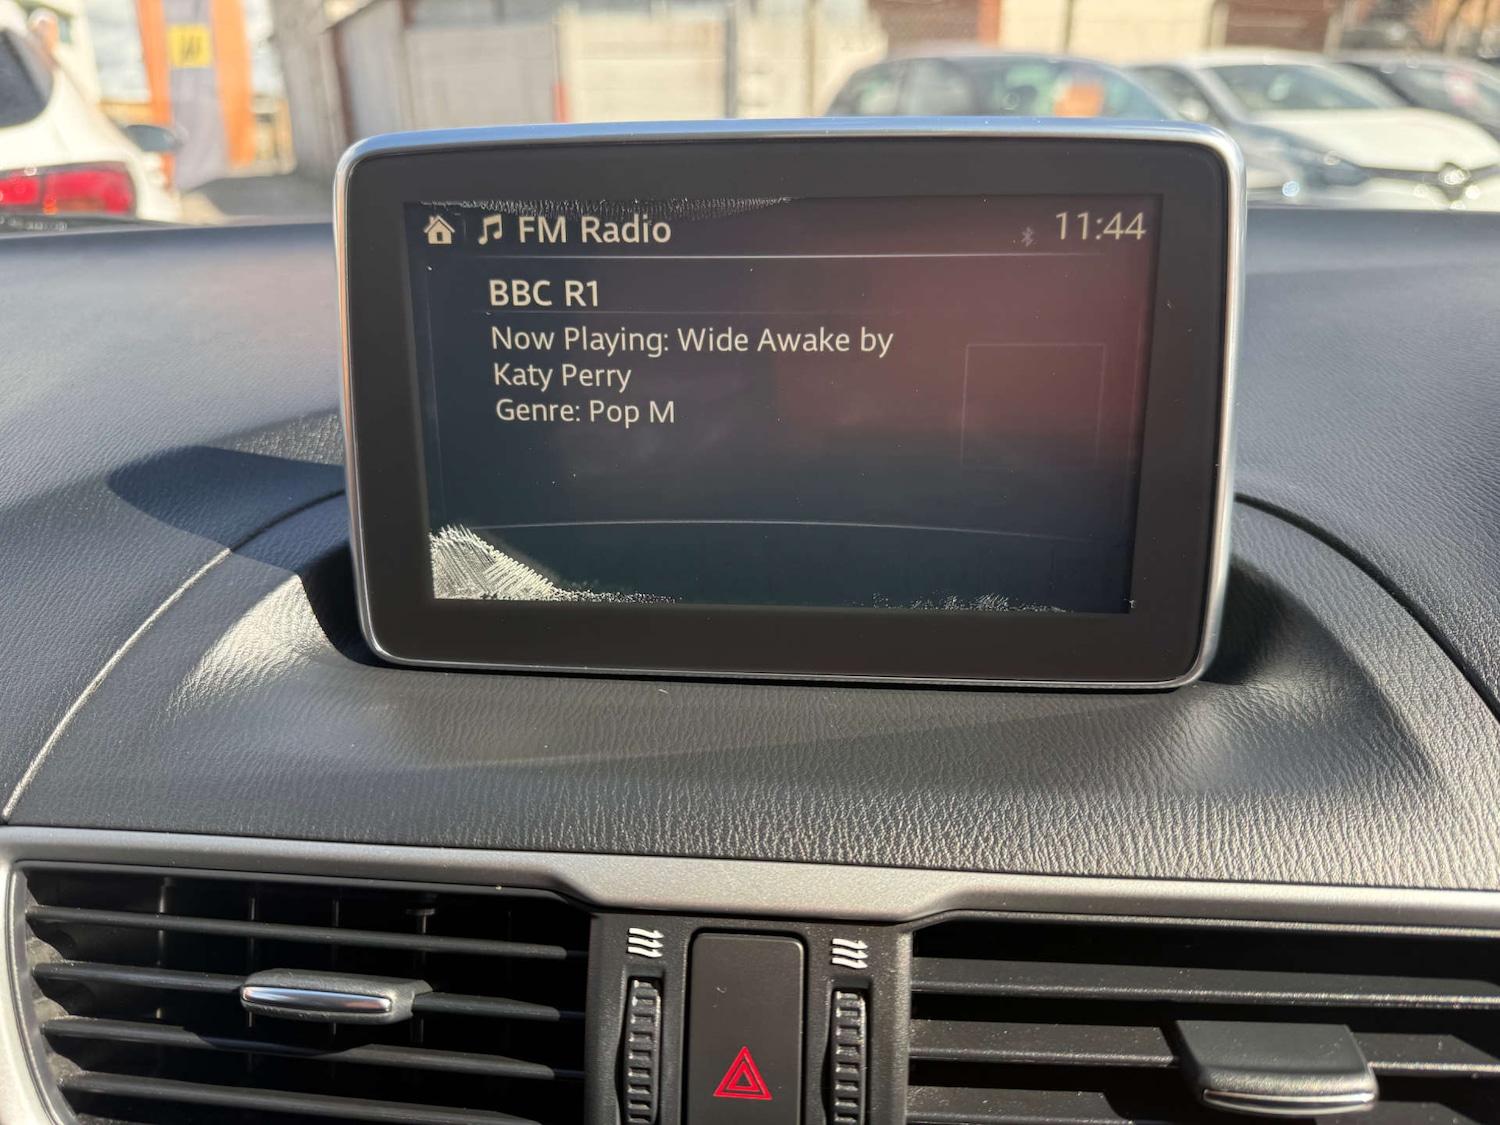 FM Radio 11:44
BBC R1
Now Playing: Wide Awake by
Katy Perry
Genre: Pop M